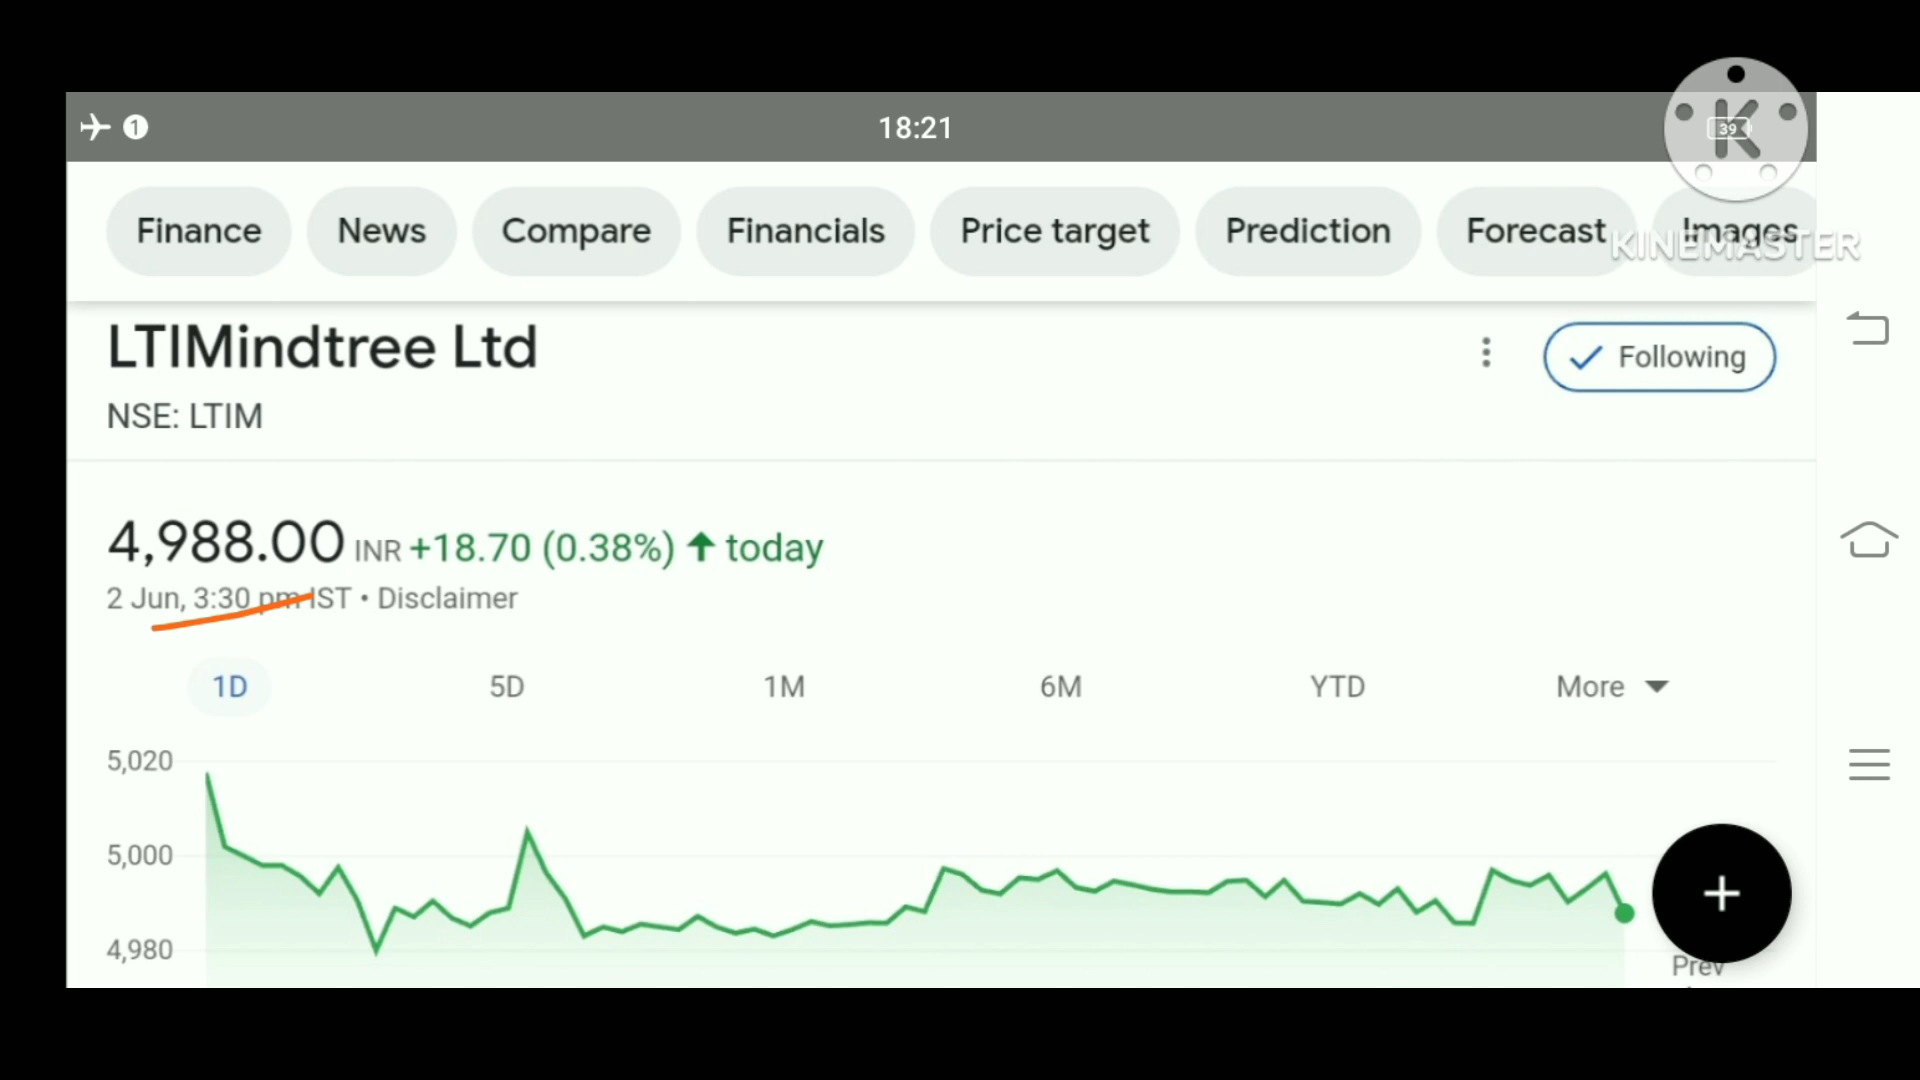 1
18:21
39
K
Finance
News
Compare
Financials
Price target
Prediction
Forecast
Images
KINEMASTER
LTIMindtree Ltd
Following
NSE: LTIM
4,988.00 INR +18.70 (0.38%) ↑ today
2 Jun, 3:30 pm IST • Disclaimer
1D
5D
1M
6M
YTD
More
5,020
5,000
4,980
+
Prev